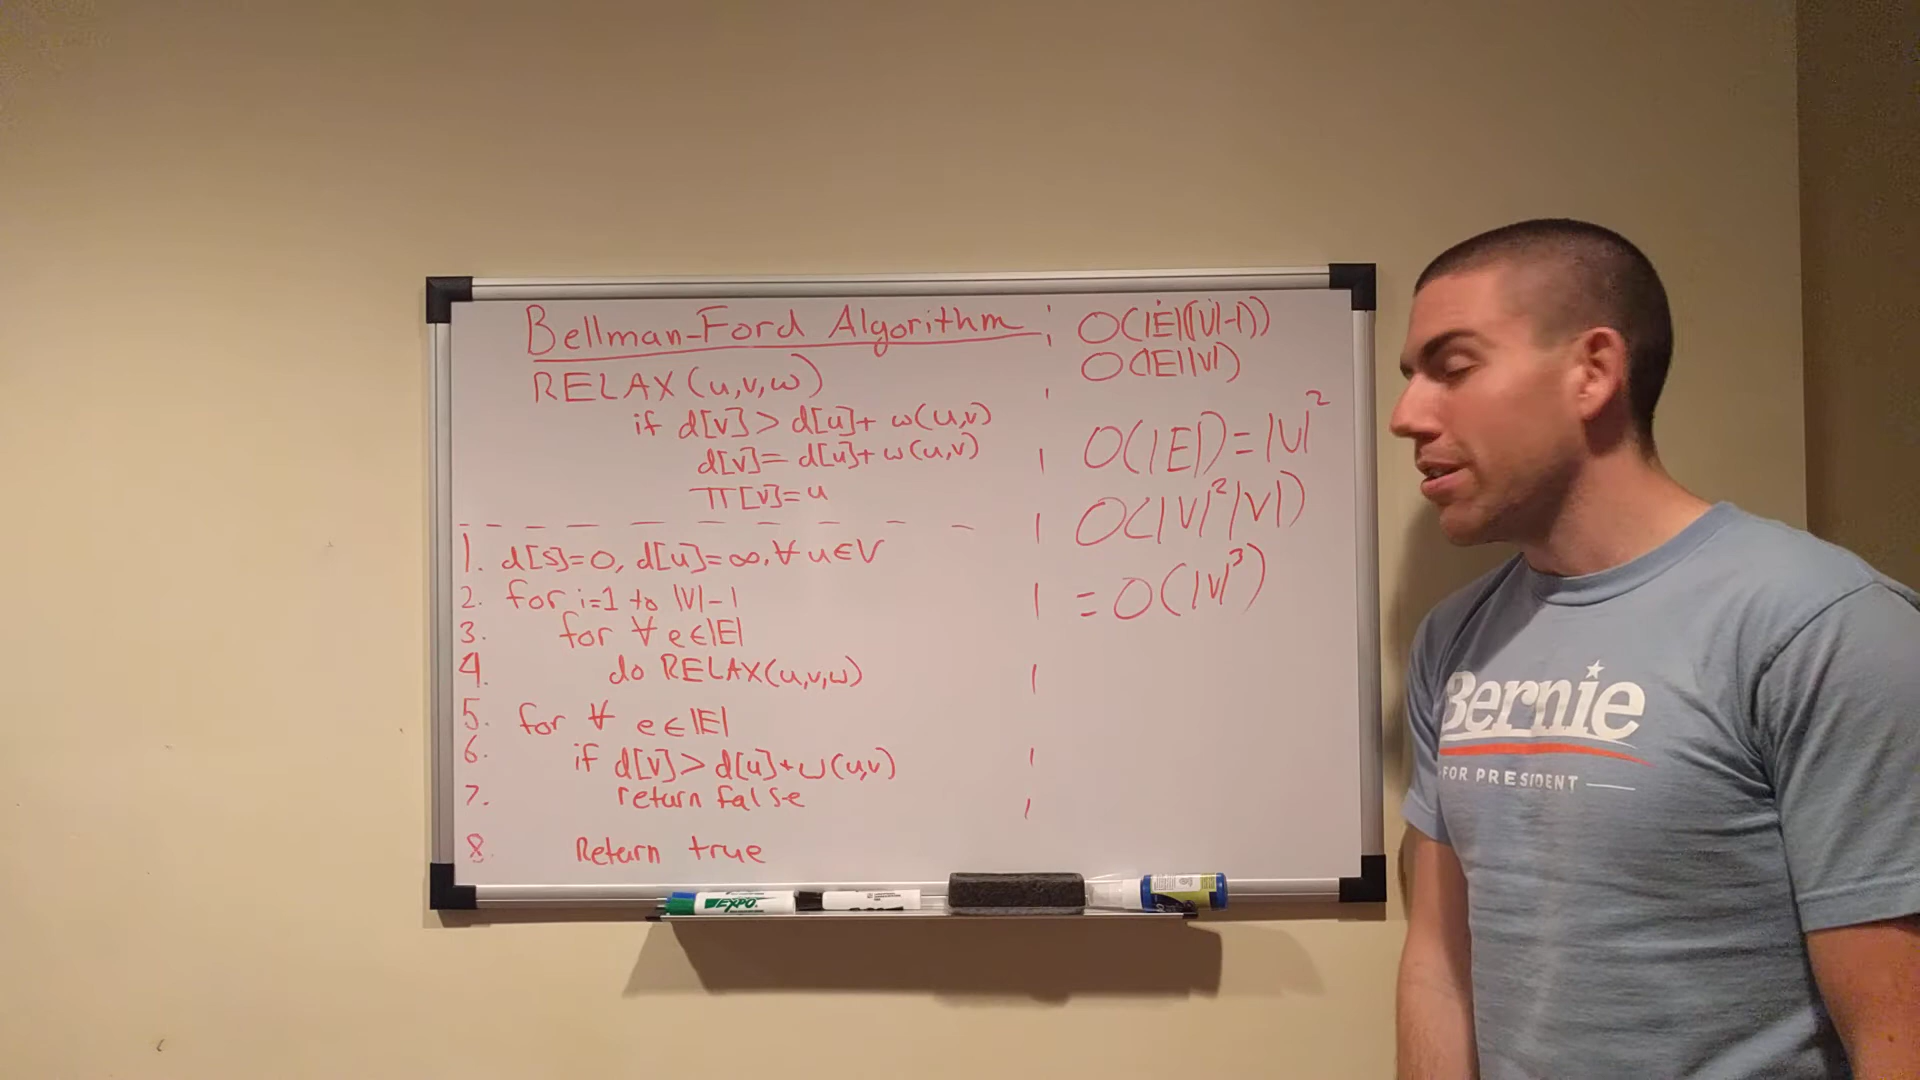 Bellman-Ford Algorithm
RELAX(u,v,w)
if d[v]>d[u]+ w(u,v)
d[v]=d[u]+w(u,v)
π[v]=u
1. d[s]=0, d[u]=∞, ∀ u∈V
2. for i=1 to |V|-1
3. for ∀ e∈|E|
4. do RELAX(u,v,w)
5. for ∀ e∈|E|
6. if d[v]>d[u]+w(u,v)
7. return false
8. Return true
O(|E|(|V|-1))
O(|E||V|)
O(|E|)=|V|²
O(|V|²|V|)
=O(|V|³)
EXPO
Bernie
FOR PRESIDENT